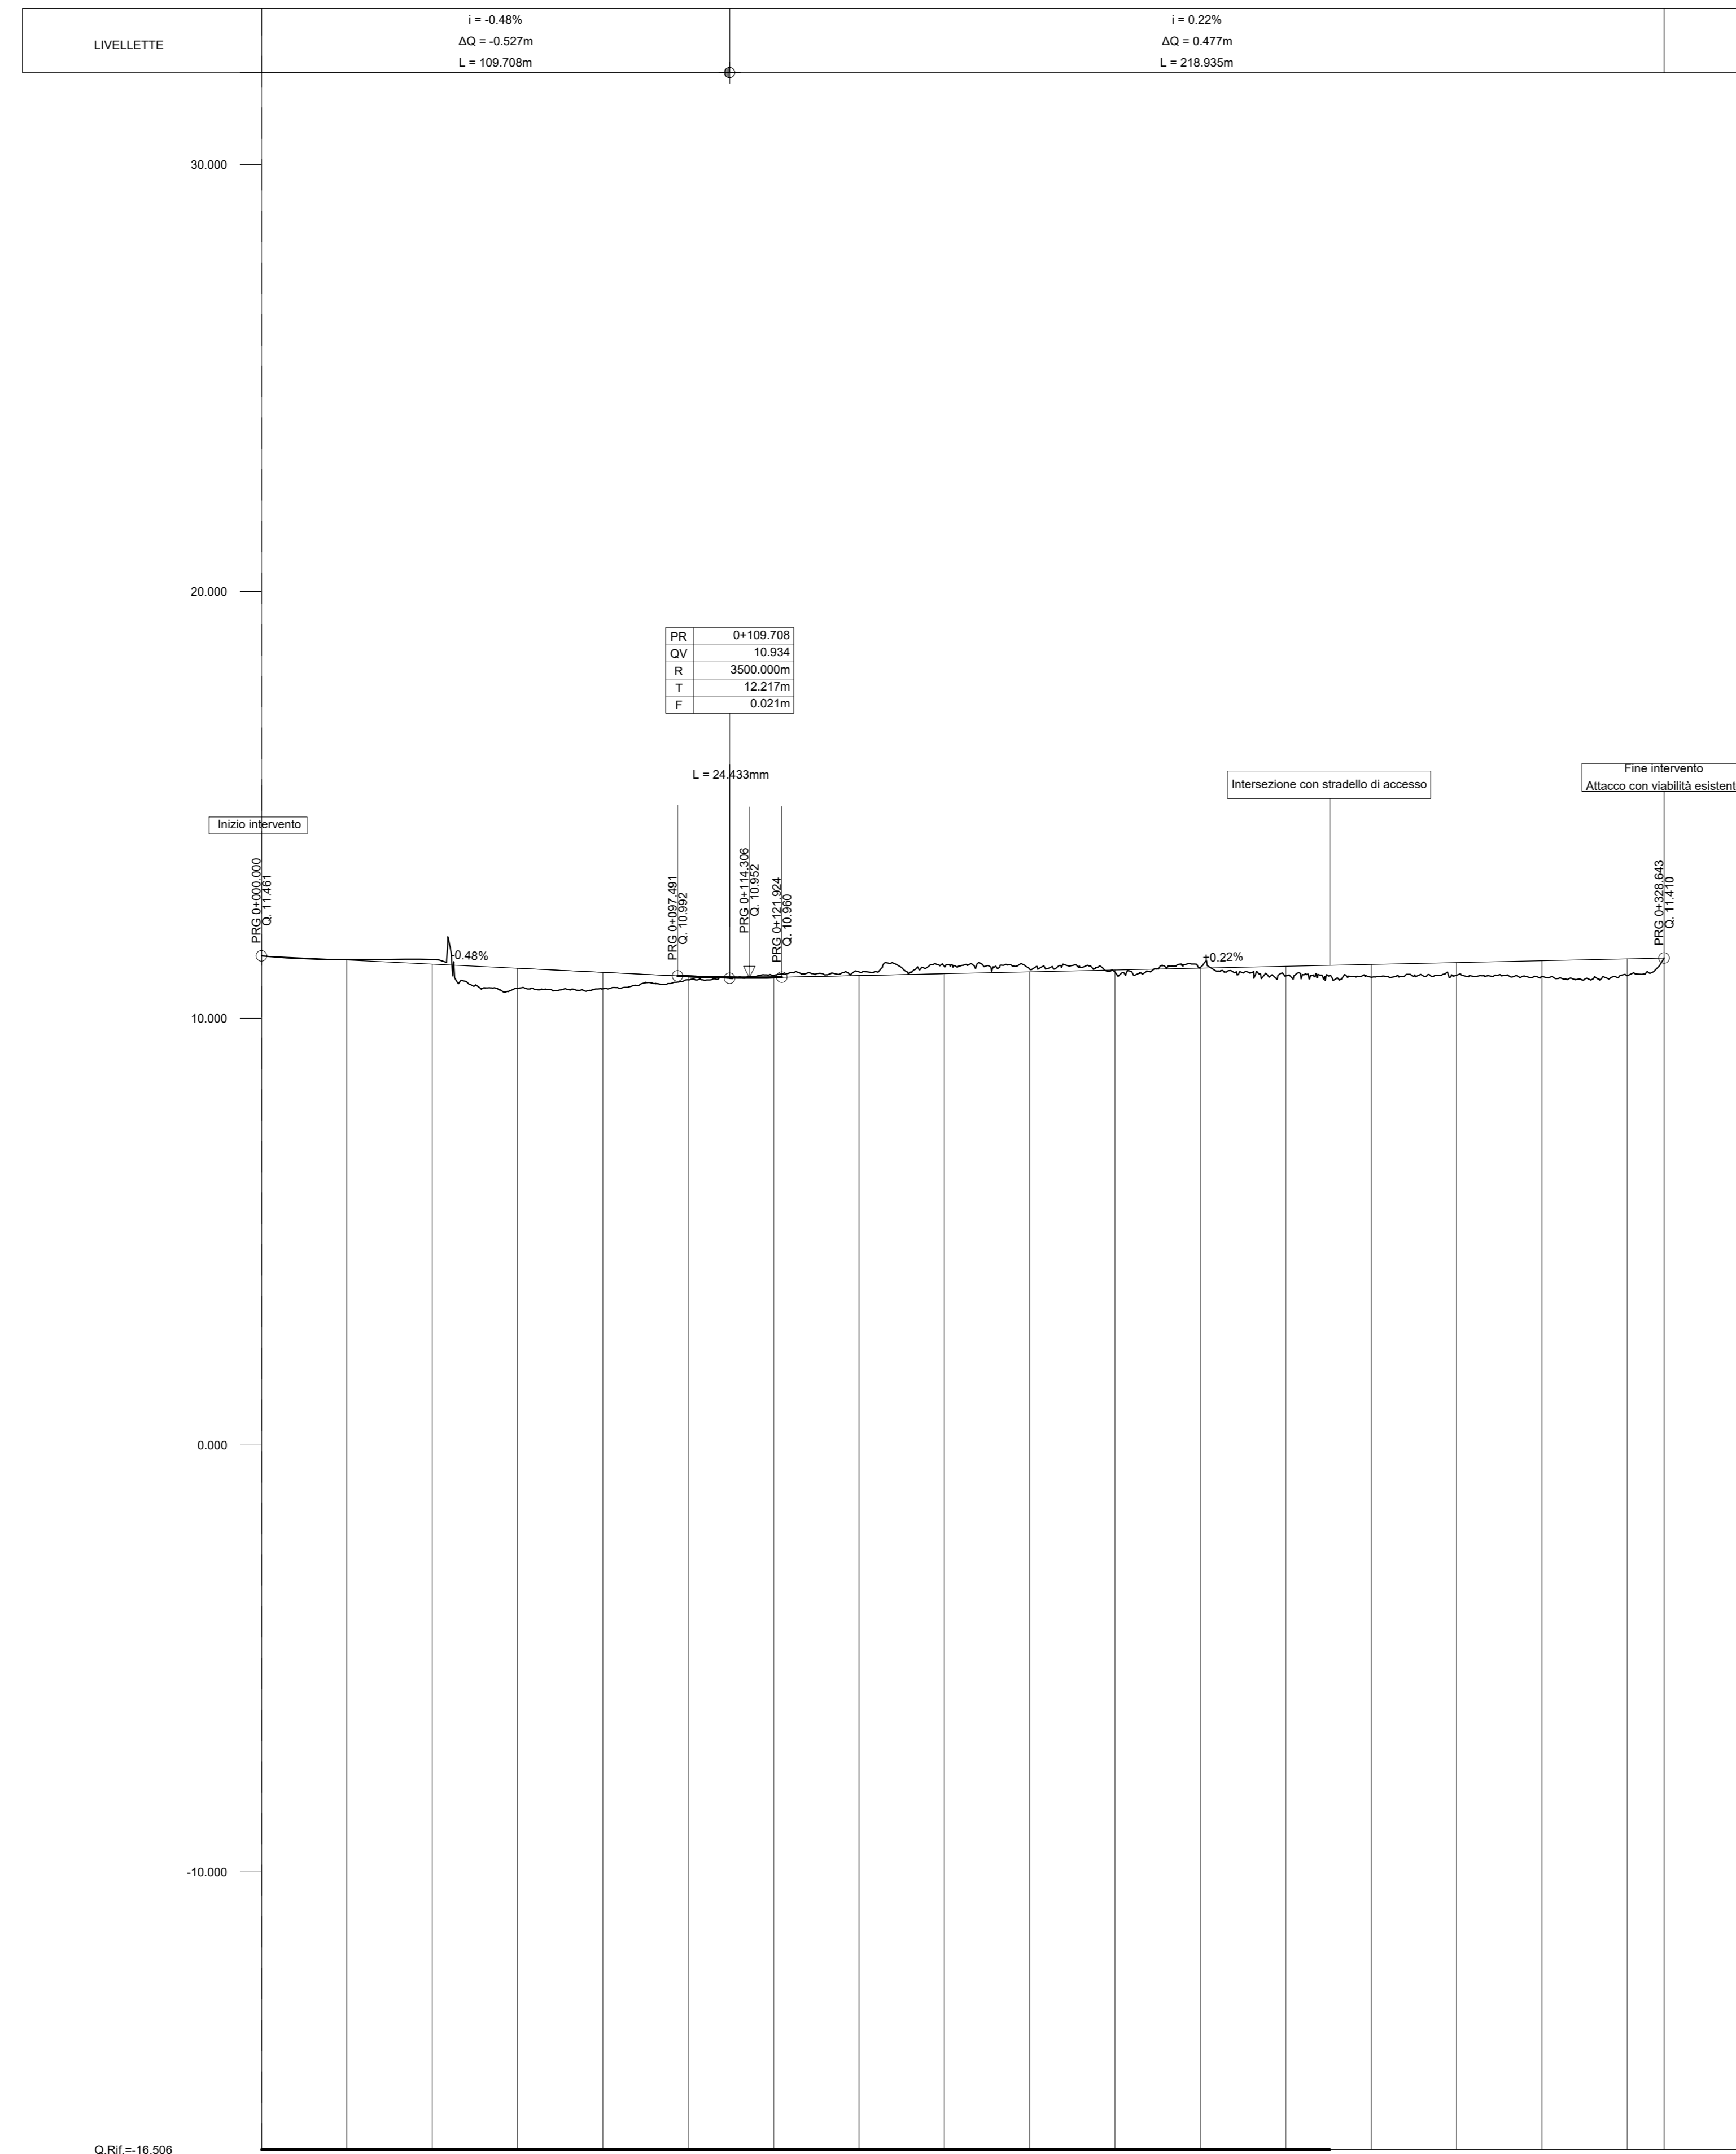 LIVELLETTE
i = -0.48%
ΔQ = -0.527m
L = 109.708m
i = 0.22%
ΔQ = 0.477m
L = 218.935m
30.000
20.000
PR 0+109.708
QV 10.934
R 3500.000m
T 12.217m
F 0.021m
L = 24.433mm
Inizio intervento
Intersezione con stradello di accesso
Fine intervento
Attacco con viabilità esistent
PRG 0+000.000
Q. 11.461
PRG 0+097.491
Q. 10.992
PRG 0+114.306
Q. 10.952
PRG 0+121.924
Q. 10.960
PRG 0+328.643
Q. 11.410
-0.48%
+0.22%
10.000
0.000
-10.000
Q.Rif.=-16.506